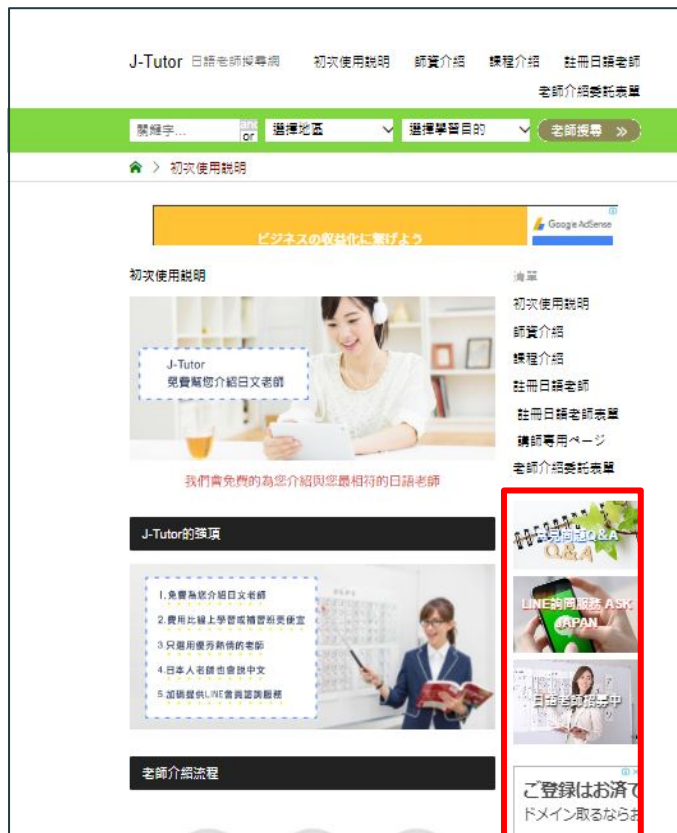 J-Tutor 日語老師搜尋網 初次使用說明 師資介紹 課程介紹 註冊日語老師
老師介紹委託表單
關鍵字... or 選擇地區 選擇學習目的 老師搜尋 »
> 初次使用說明
ビジネスの収益化に繋げよう
Google AdSense
初次使用說明
J-Tutor
免費幫您介紹日文老師
我們會免費的為您介紹與您最相符的日語老師
J-Tutor的強項
1.免費為您介紹日文老師
2.費用比線上學習或補習班更便宜
3.只選用優秀熱情的老師
4.日本人老師也會說中文
5.加碼提供LINE會員諮詢服務
老師介紹流程
清單
初次使用說明
師資介紹
課程介紹
註冊日語老師
註冊日語老師表單
講師専用ページ
老師介紹委託表單
常見問題Q&A
Q&A
LINE詢問服務 ASK
JAPAN
日語老師招募中
ご登録はお済で
ドメイン取るならお